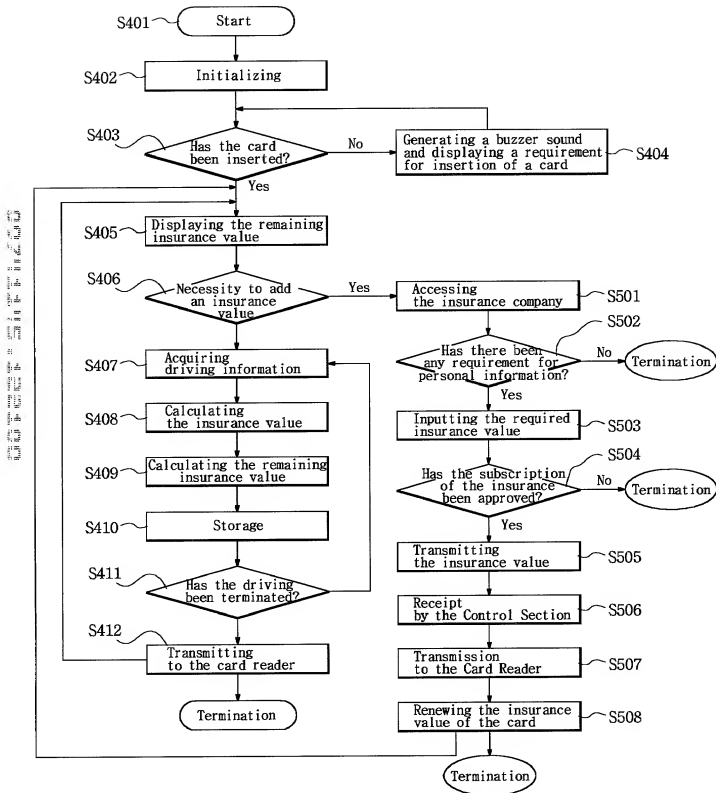 S401
Start
S402
Initializing
S403
Has the card
been inserted?
No
Yes
Generating a buzzer sound
and displaying a requirement
for insertion of a card
S404
S405
Displaying the remaining
insurance value
S406
Necessity to add
an insurance
value
Yes
Accessing
the insurance company
S501
S502
Has there been
any requirement for
personal information?
No
Termination
Yes
S407
Acquiring
driving information
S408
Calculating
the insurance value
Inputting the required
insurance value
S503
S409
Calculating the remaining
insurance value
S504
Has the subscription
of the insurance
been approved?
No
Termination
Yes
S410
Storage
S411
Has the driving
been terminated?
Transmitting
the insurance value
S505
S412
Transmitting
to the card reader
Receipt
by the Control Section
S506
Transmission
to the Card Reader
S507
Termination
Renewing the insurance
value of the card
S508
Termination